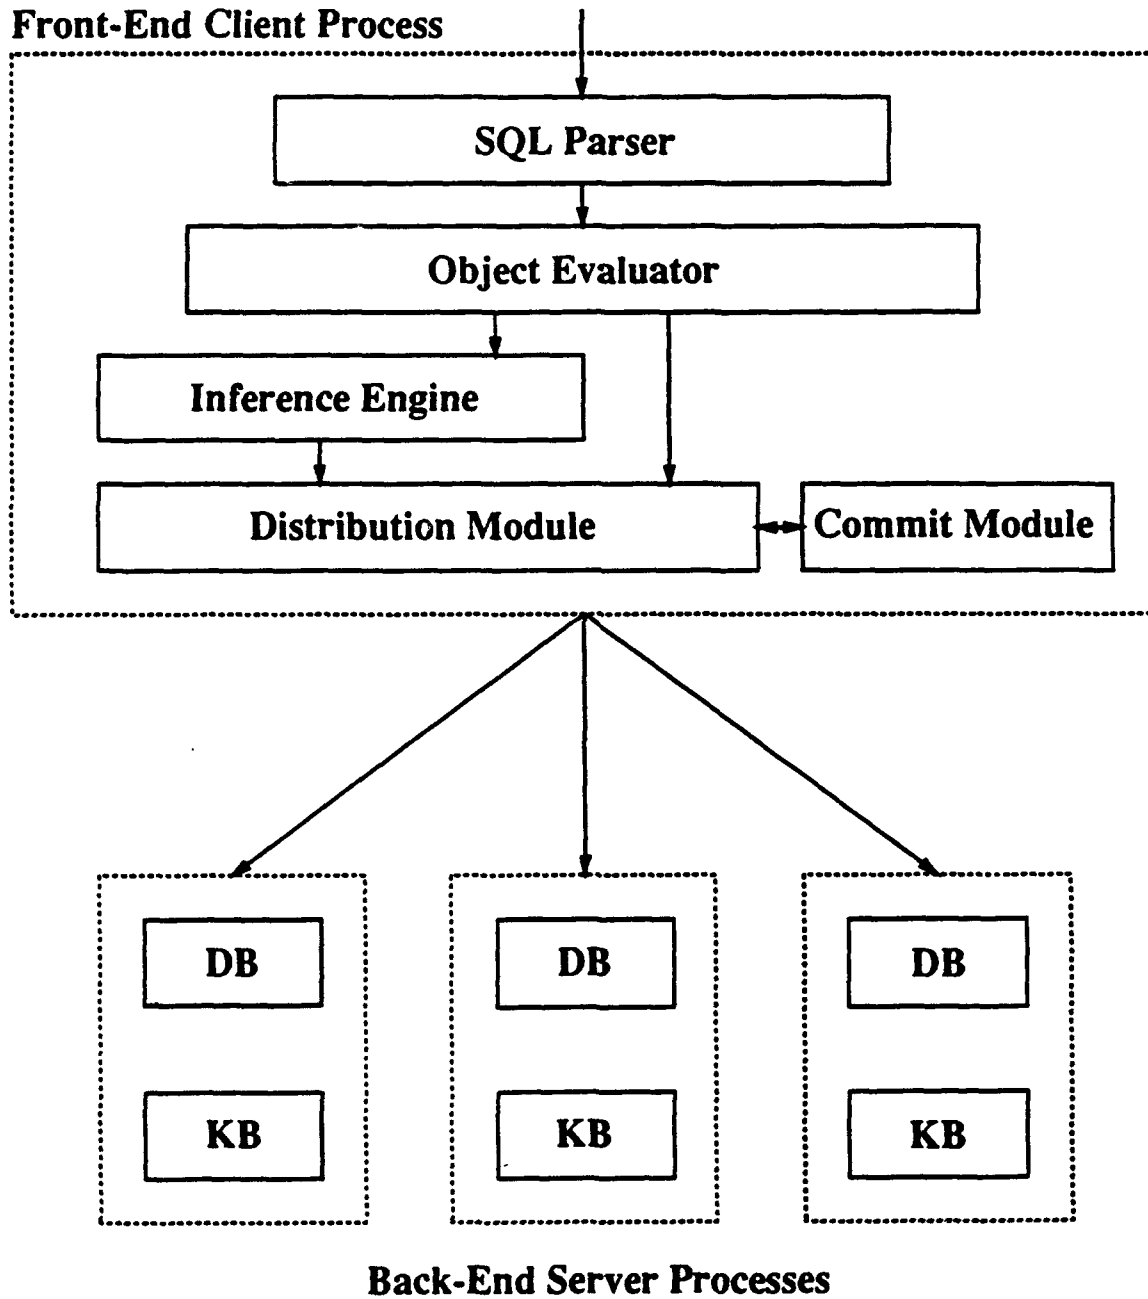 Front-End Client Process
SQL Parser
Object Evaluator
Inference Engine
Distribution Module
Commit Module
DB
DB
DB
KB
KB
KB
Back-End Server Processes